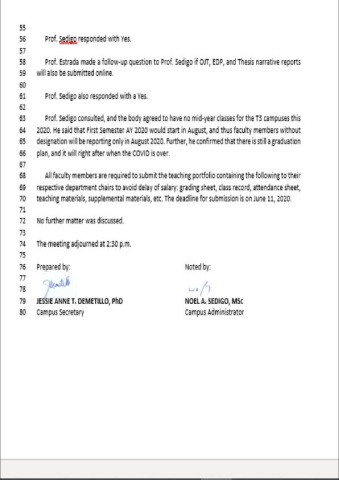 55
56 Prof. Sedigo responded with Yes.
57
58 Prof. Estrada made a follow-up question to Prof. Sedigo if OJT, EDP, and Thesis narrative reports
59 will also be submitted online.
60
61 Prof. Sedigo also responded with a Yes.
62
63 Prof. Sedigo consulted, and the body agreed to have no mid-year classes for the T3 campuses this
64 2020. He said that First Semester AY 2020 would start in August, and thus faculty members without
65 designation will be reporting only in August 2020. Further, he confirmed that there is still a graduation
66 plan, and it will right after when the COVID is over.
67
68 All faculty members are required to submit the teaching portfolio containing the following to their
69 respective department chairs to avoid delay of salary: grading sheet, class record, attendance sheet,
70 teaching materials, supplemental materials, etc. The deadline for submission is on June 11, 2020.
71
72 No further matter was discussed.
73
74 The meeting adjourned at 2:30 p.m.
75
76 Prepared by: Noted by:
77
78
79 JESSIE ANNE T. DEMETILLO, PhD NOEL A. SEDIGO, MSc
80 Campus Secretary Campus Administrator